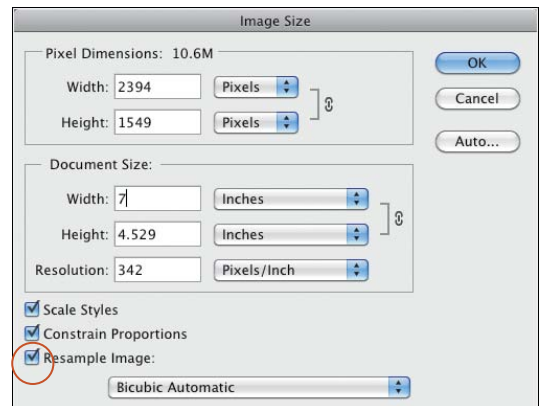 Image Size
Pixel Dimensions: 10.6M
Width: 2394 Pixels
Height: 1549 Pixels
OK
Cancel
Auto...
Document Size:
Width: 7 Inches
Height: 4.529 Inches
Resolution: 342 Pixels/Inch
Scale Styles
Constrain Proportions
Resample Image:
Bicubic Automatic